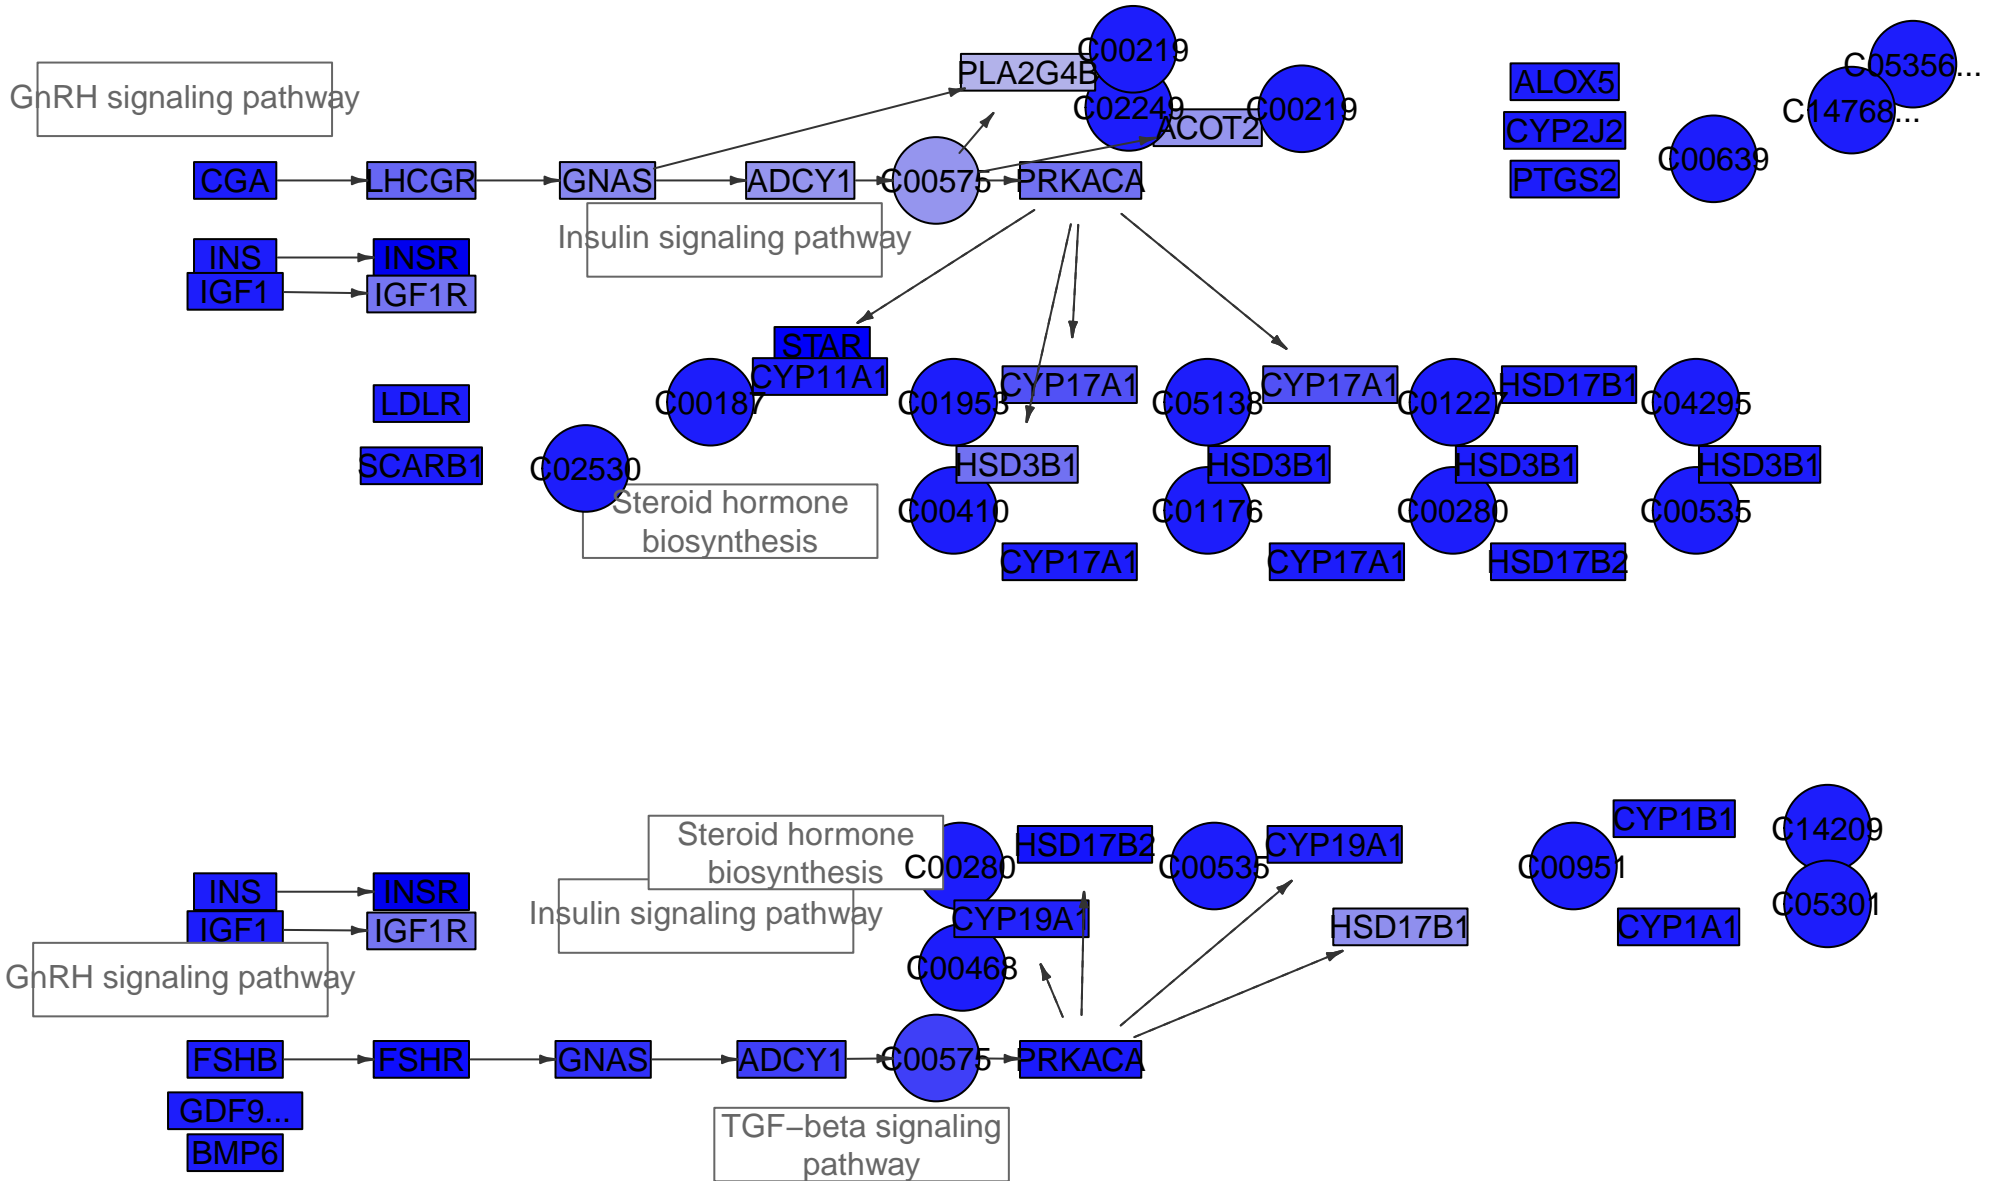 C00219
C05356...
PLA2G4B
ALOX5
GnRH signaling pathway
C02249
C00219
C14768...
ACOT2
CYP2J2
C00639
CGA
LHCGR
GNAS
ADCY1
C00575
PRKACA
PTGS2
Insulin signaling pathway
INS
INSR
IGF1
IGF1R
STAR
CYP11A1
CYP17A1
CYP17A1
HSD17B1
LDLR
C00187
C01953
C05138
C01227
C04295
SCARB1
C02530
HSD3B1
HSD3B1
HSD3B1
HSD3B1
Steroid hormone
biosynthesis
C00410
C01176
C00280
C00535
CYP17A1
CYP17A1
HSD17B2
Steroid hormone
biosynthesis
C00280
HSD17B2
C00535
CYP19A1
CYP1B1
C14209
C00951
INS
INSR
Insulin signaling pathway
CYP19A1
C05301
IGF1
IGF1R
HSD17B1
CYP1A1
GnRH signaling pathway
C00468
FSHB
FSHR
GNAS
ADCY1
C00575
PRKACA
GDF9...
BMP6
TGF−beta signaling
pathway